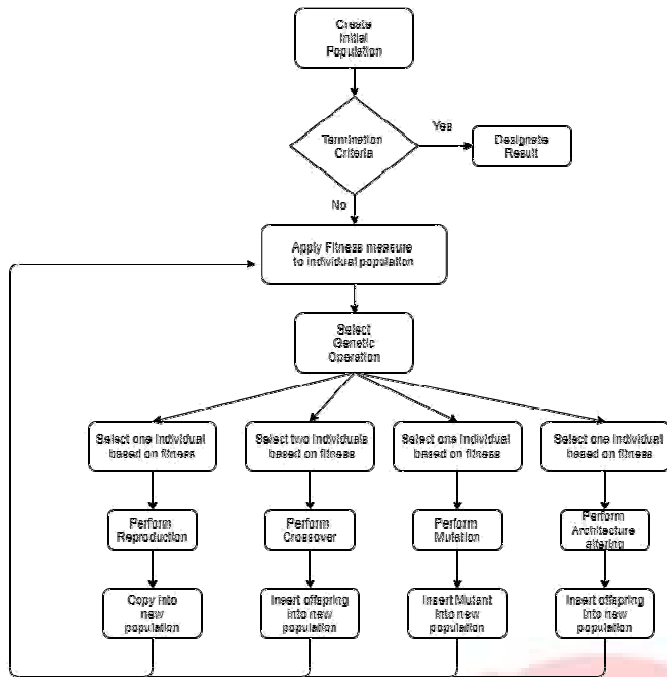 Create
Initial
Population
Termination
Criteria
Yes
Designate
Result
No
Apply Fitness measure
to individual population
Select
Genetic
Operation
Select one individual
based on fitness
Select two individuals
based on fitness
Select one individual
based on fitness
Select one individual
based on fitness
Perform
Reproduction
Perform
Crossover
Perform
Mutation
Perform
Architecture
altering
Copy into
new
population
Insert offspring
into new
population
Insert Mutant
into new
population
Insert offspring
into new
population